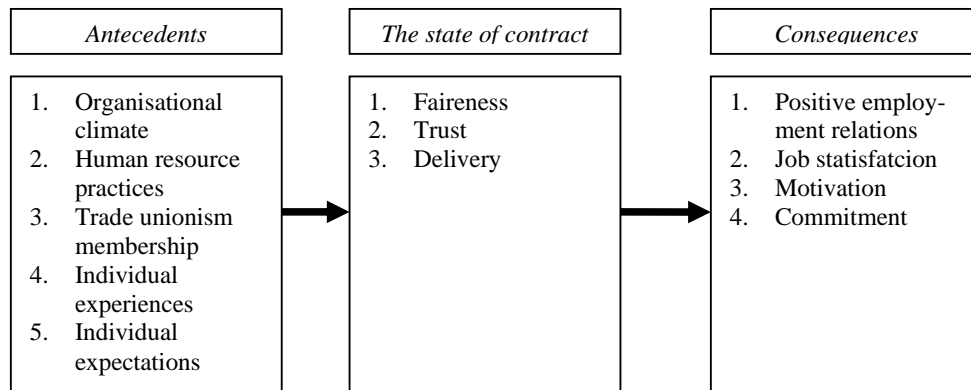 Antecedents
The state of contract
Consequences
1. Organisational
climate
2. Human resource
practices
3. Trade unionism
membership
4. Individual
experiences
5. Individual
expectations
1. Faireness
2. Trust
3. Delivery
1. Positive employ-
ment relations
2. Job statisfatcion
3. Motivation
4. Commitment